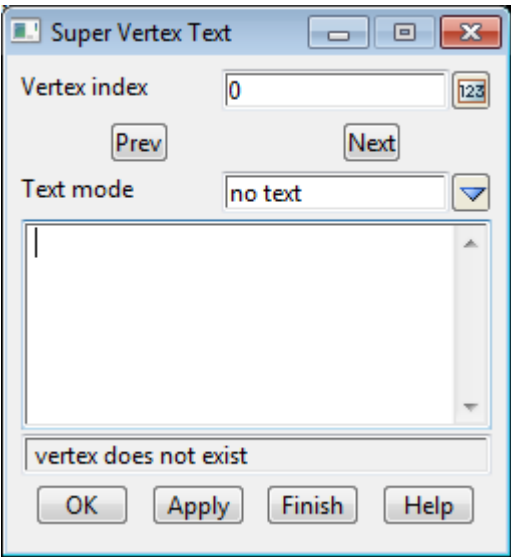 Super Vertex Text
Vertex index 0 123
Prev Next
Text mode no text
vertex does not exist
OK Apply Finish Help